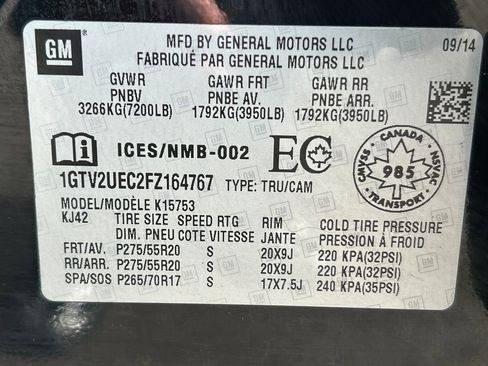 GM
MFD BY GENERAL MOTORS LLC
FABRIQUÉ PAR GENERAL MOTORS LLC
09/14
GVWR GAWR FRT GAWR RR
PNBV PNBE AV. PNBE ARR.
3266KG(7200LB) 1792KG(3950LB) 1792KG(3950LB)
ICES/NMB-002 EC
CANADA
CMVSS 985 NSVAC
TRANSPORT
1GTV2UEC2FZ164767 TYPE: TRU/CAM
MODEL/MODÈLE K15753
KJ42 TIRE SIZE SPEED RTG RIM COLD TIRE PRESSURE
DIM. PNEU COTE VITESSE JANTE PRESSION À FROID
FRT/AV. P275/55R20 S 20X9J 220 KPA(32PSI)
RR/ARR. P275/55R20 S 20X9J 220 KPA(32PSI)
SPA/SOS P265/70R17 S 17X7.5J 240 KPA(35PSI)